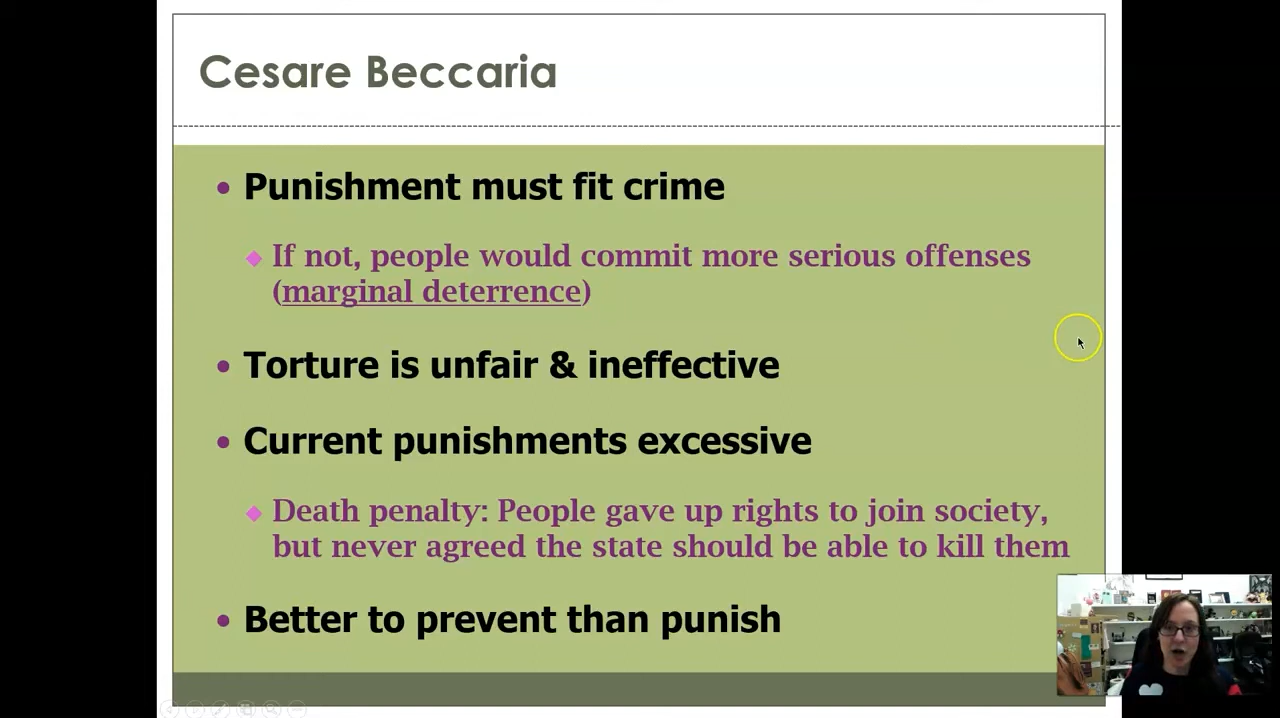 Cesare Beccaria
• Punishment must fit crime
◆ If not, people would commit more serious offenses
(marginal deterrence)
• Torture is unfair & ineffective
• Current punishments excessive
◆ Death penalty: People gave up rights to join society,
but never agreed the state should be able to kill them
• Better to prevent than punish